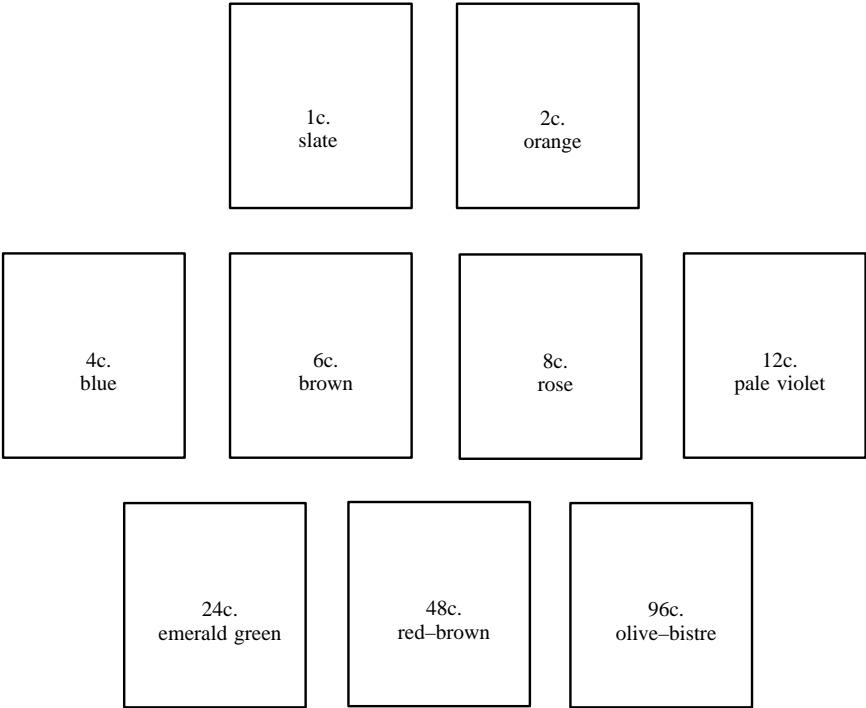 1c.
slate
2c.
orange
4c.
blue
6c.
brown
8c.
rose
12c.
pale violet
24c.
emerald green
48c.
red–brown
96c.
olive–bistre